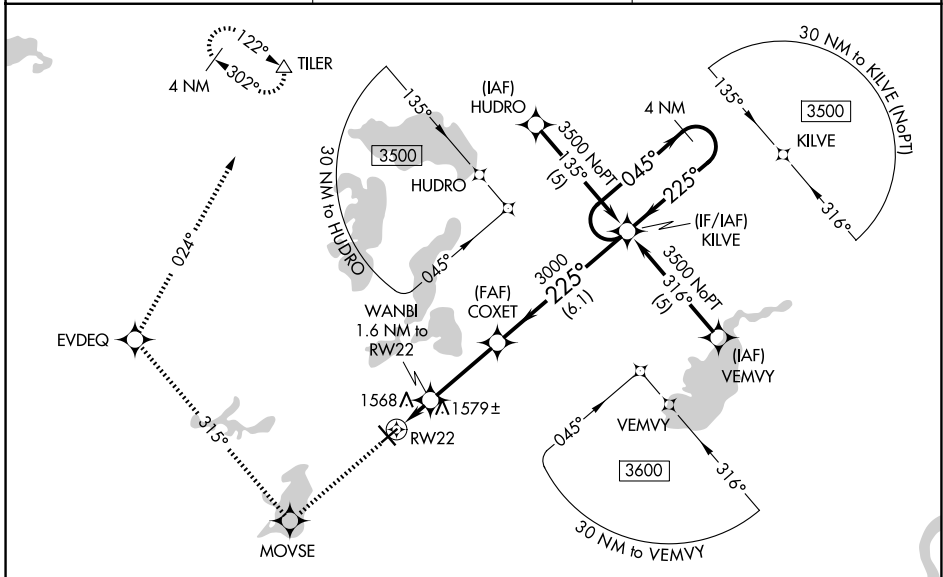 122°
302°
4 NM
TILER
135°
3500
HUDRO
045°
30 NM to HUDRO
(IAF)
HUDRO
3500 NoPT
135°
(5)
4 NM
045°
225°
(IF/IAF)
KILVE
30 NM to KILVE (NoPT)
135°
3500
KILVE
316°
3500 NoPT
316°
(5)
(IAF)
VEMVY
3000
225°
(6.1)
(FAF)
COXET
WANBI
1.6 NM to
RW22
1568
1579±
RW22
024°
EVDEQ
315°
MOVSE
VEMVY
045°
3600
316°
30 NM to VEMVY